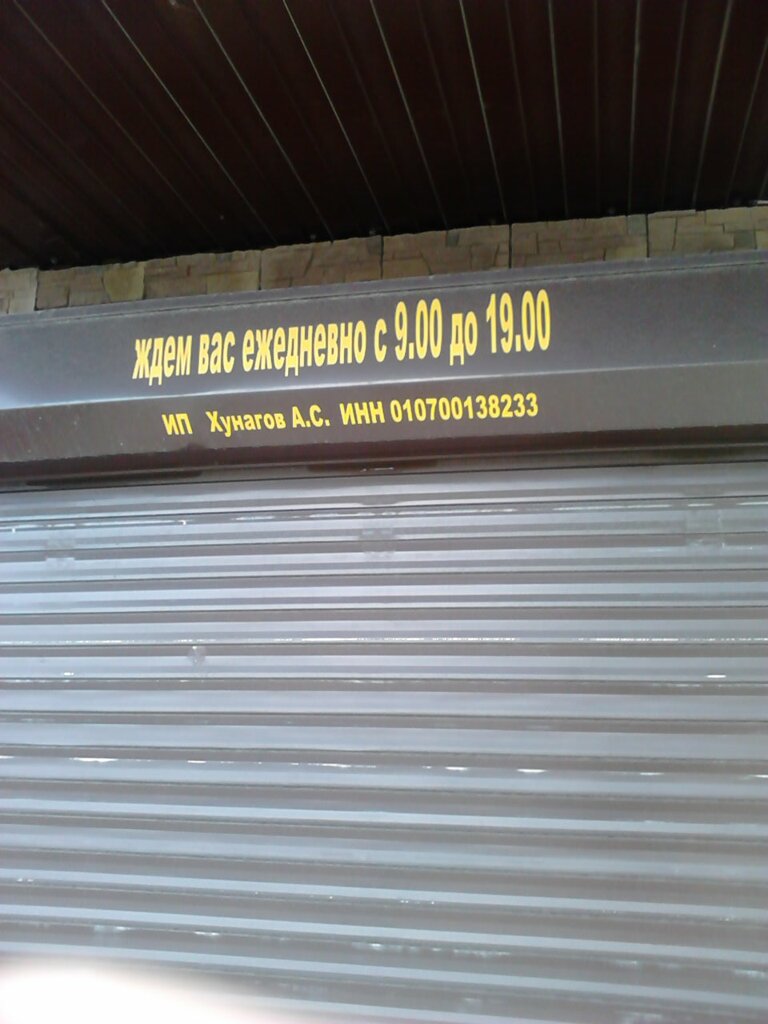 ждем вас ежедневно с 9.00 до 19.00
ИП Хунагов А.С. ИНН 010700138233